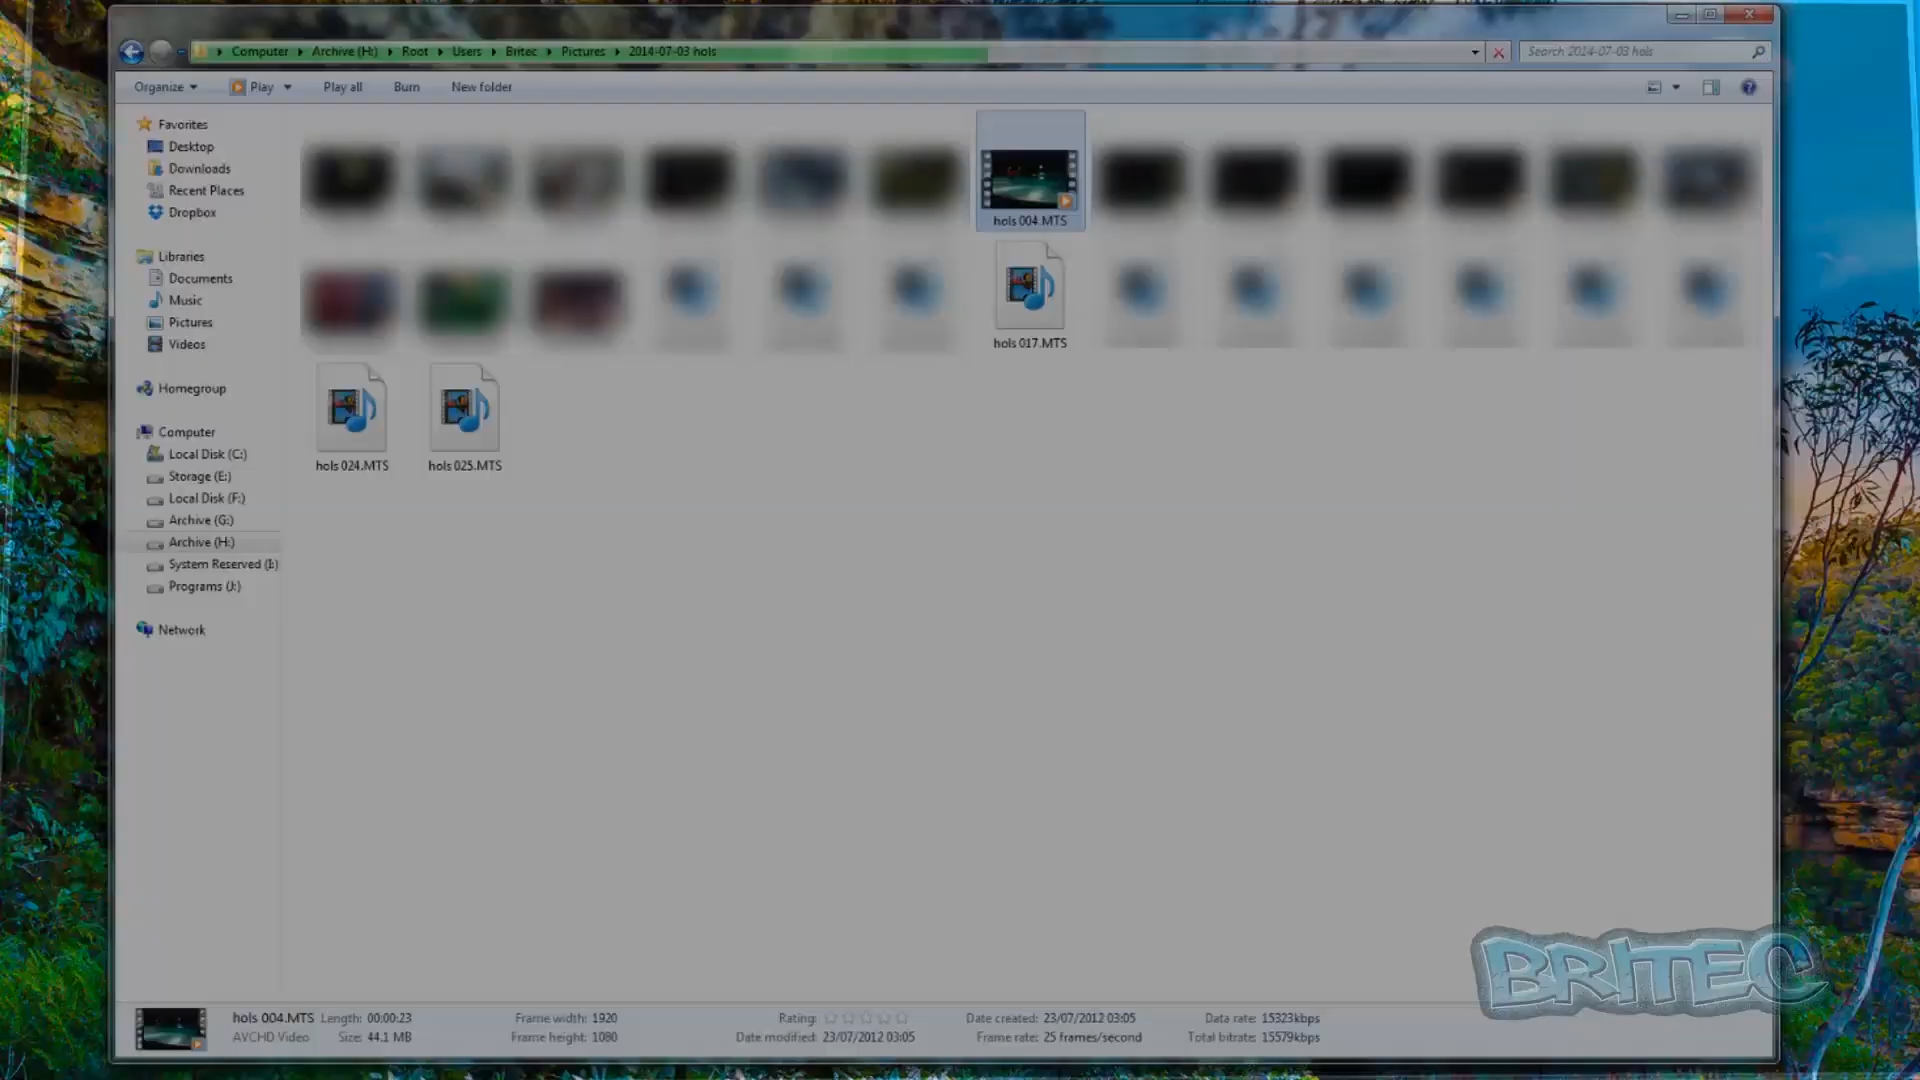 Computer Archive (H:) Root Users Britec Pictures 2014-07-03 hols
Search 2014-07-03 hols
Organize Play Play all Burn New folder
Favorites
Desktop
Downloads
Recent Places
Dropbox
Libraries
Documents
Music
Pictures
Videos
Homegroup
Computer
Local Disk (C:)
Storage (E:)
Local Disk (F:)
Archive (G:)
Archive (H:)
System Reserved (I:)
Programs (J:)
Network
hols 004.MTS
hols 017.MTS
hols 024.MTS
hols 025.MTS
BRITEC
hols 004.MTS Length: 00:00:23 Frame width: 1920 Rating: Date created: 23/07/2012 03:05 Data rate: 15323kbps
AVCHD Video Size: 44.1 MB Frame height: 1080 Date modified: 23/07/2012 03:05 Frame rate: 25 frames/second Total bitrate: 15579kbps